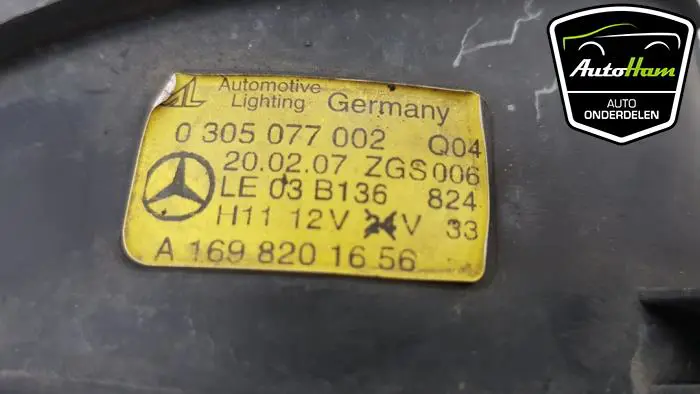 AL Automotive Lighting Germany
0 305 077 002 Q04
20.02.07 ZGS006
LE 03 B136 824
H11 12V 24V 33
A 169 820 16 56
AutoHam
AUTO
ONDERDELEN